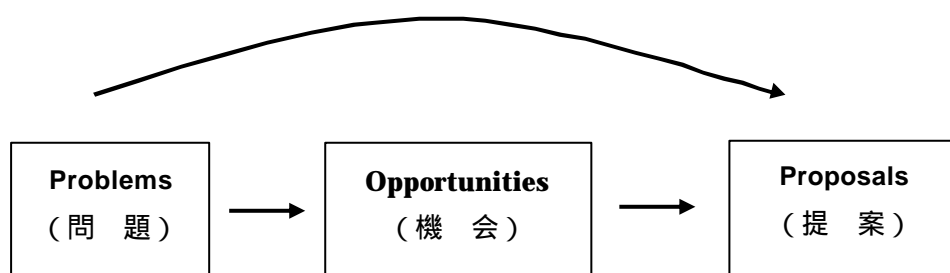 Problems
（問　題）
Opportunities
（機　会）
Proposals
（提　案）